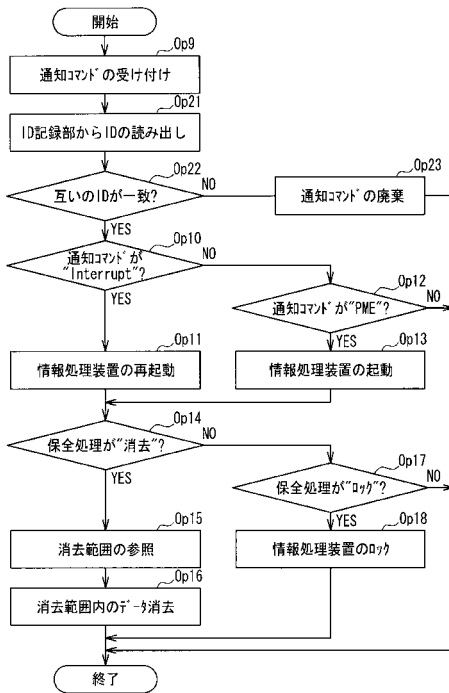 開始
Op9
通知ｺﾏﾝﾄﾞの受け付け
Op21
ID記録部からIDの読み出し
Op22
互いのIDが一致?
NO
YES
Op23
通知ｺﾏﾝﾄﾞの廃棄
Op10
通知ｺﾏﾝﾄﾞが
"Interrupt"?
NO
YES
Op12
通知ｺﾏﾝﾄﾞが"PME"?
NO
YES
Op11
情報処理装置の再起動
Op13
情報処理装置の起動
Op14
保全処理が"消去"?
NO
YES
Op17
保全処理が"ﾛｯｸ"?
NO
YES
Op15
消去範囲の参照
Op18
情報処理装置のﾛｯｸ
Op16
消去範囲内のﾃﾞｰﾀ消去
終了